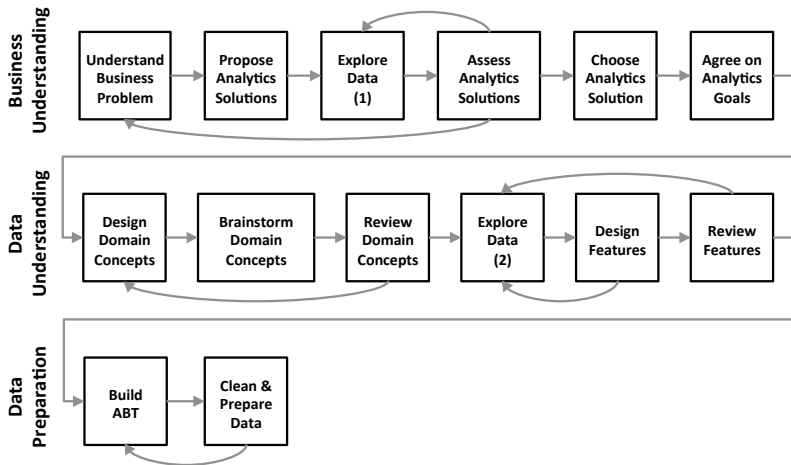 Business
Understanding
Understand
Business
Problem
Propose
Analytics
Solutions
Explore
Data
(1)
Assess
Analytics
Solutions
Choose
Analytics
Solution
Agree on
Analytics
Goals
Data
Understanding
Design
Domain
Concepts
Brainstorm
Domain
Concepts
Review
Domain
Concepts
Explore
Data
(2)
Design
Features
Review
Features
Data
Preparation
Build
ABT
Clean &
Prepare
Data